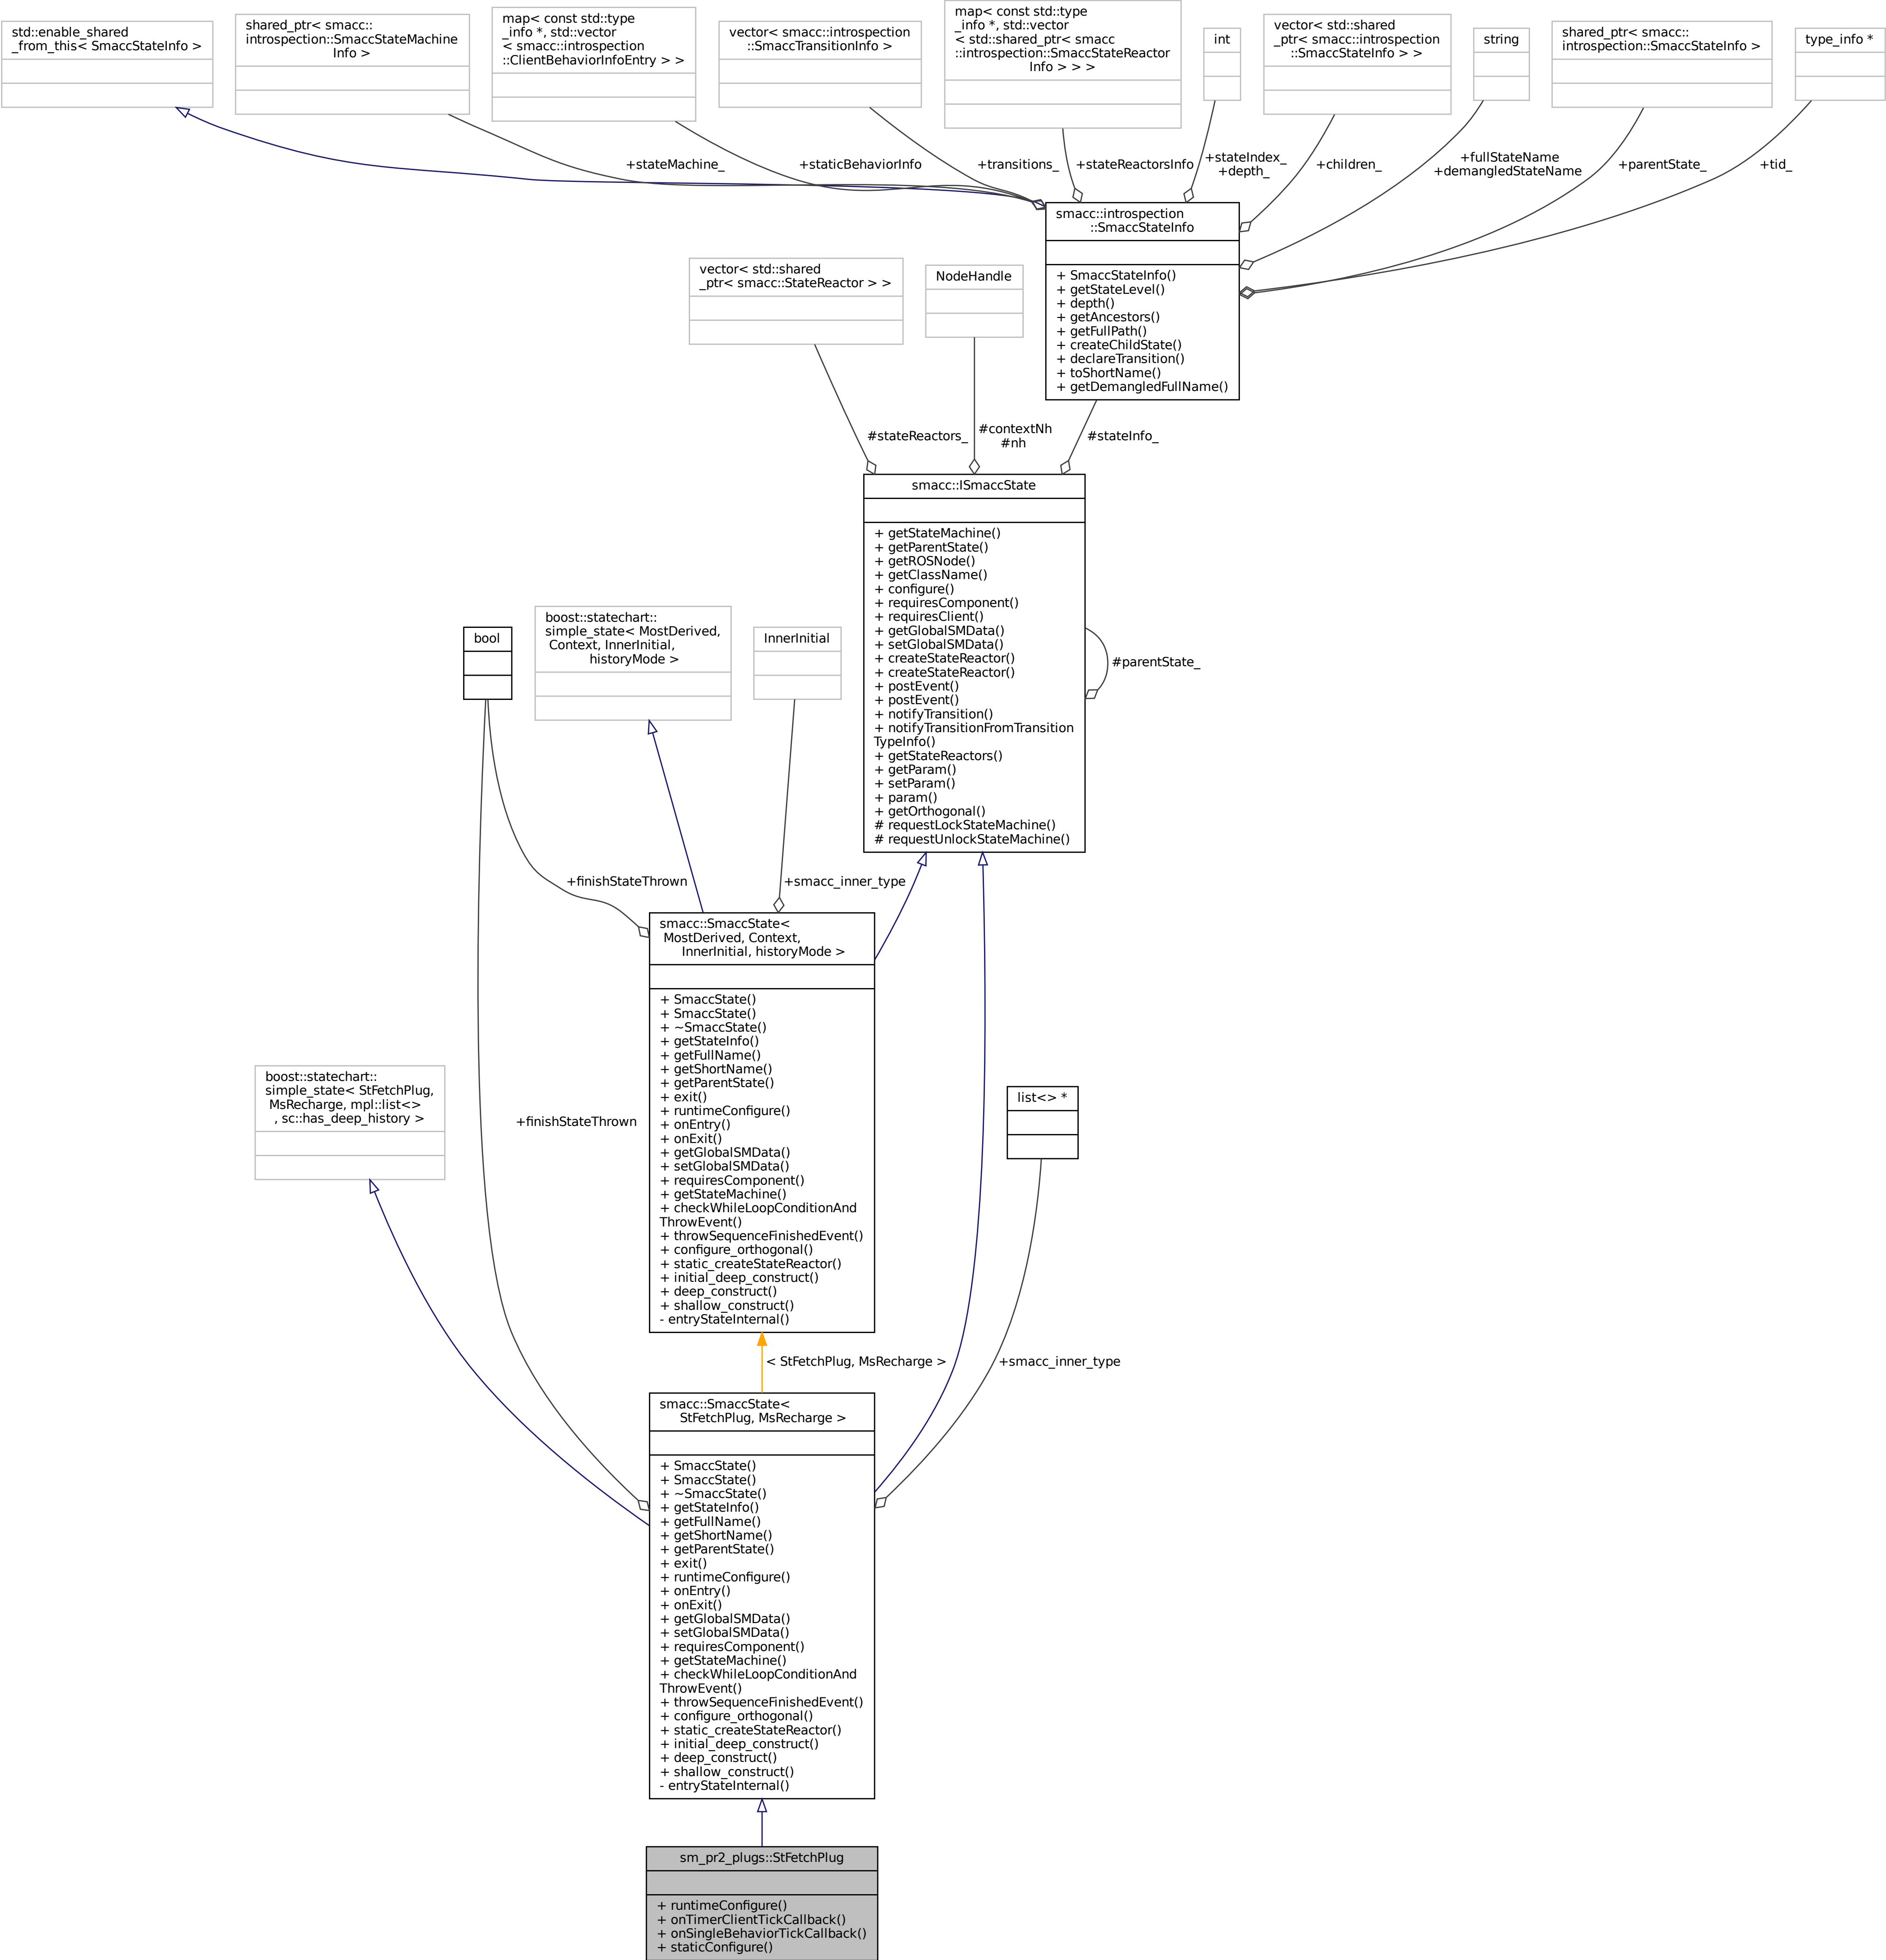 std::enable_shared
_from_this< SmaccStateInfo >
shared_ptr< smacc::
introspection::SmaccStateMachine
Info >
map< const std::type
_info *, std::vector
< smacc::introspection
::ClientBehaviorInfoEntry > >
vector< smacc::introspection
::SmaccTransitionInfo >
map< const std::type
_info *, std::vector
< std::shared_ptr< smacc
::introspection::SmaccStateReactor
Info > > >
int
vector< std::shared
_ptr< smacc::introspection
::SmaccStateInfo > >
string
shared_ptr< smacc::
introspection::SmaccStateInfo >
type_info *
+stateMachine_
+staticBehaviorInfo
+transitions_
+stateReactorsInfo
+stateIndex_
+depth_
+children_
+fullStateName
+demangledStateName
+parentState_
+tid_
smacc::introspection
::SmaccStateInfo
+ SmaccStateInfo()
+ getStateLevel()
+ depth()
+ getAncestors()
+ getFullPath()
+ createChildState()
+ declareTransition()
+ toShortName()
+ getDemangledFullName()
vector< std::shared
_ptr< smacc::StateReactor > >
NodeHandle
#stateReactors_
#contextNh
#nh
#stateInfo_
smacc::ISmaccState
+ getStateMachine()
+ getParentState()
+ getROSNode()
+ getClassName()
+ configure()
+ requiresComponent()
+ requiresClient()
+ getGlobalSMData()
+ setGlobalSMData()
+ createStateReactor()
+ createStateReactor()
+ postEvent()
+ postEvent()
+ notifyTransition()
+ notifyTransitionFromTransition
TypeInfo()
+ getStateReactors()
+ getParam()
+ setParam()
+ param()
+ getOrthogonal()
# requestLockStateMachine()
# requestUnlockStateMachine()
#parentState_
bool
boost::statechart::
simple_state< MostDerived,
Context, InnerInitial,
historyMode >
InnerInitial
+finishStateThrown
+smacc_inner_type
smacc::SmaccState<
MostDerived, Context,
InnerInitial, historyMode >
+ SmaccState()
+ SmaccState()
+ ~SmaccState()
+ getStateInfo()
+ getFullName()
+ getShortName()
+ getParentState()
+ exit()
+ runtimeConfigure()
+ onEntry()
+ onExit()
+ getGlobalSMData()
+ setGlobalSMData()
+ requiresComponent()
+ getStateMachine()
+ checkWhileLoopConditionAnd
ThrowEvent()
+ throwSequenceFinishedEvent()
+ configure_orthogonal()
+ static_createStateReactor()
+ initial_deep_construct()
+ deep_construct()
+ shallow_construct()
- entryStateInternal()
boost::statechart::
simple_state< StFetchPlug,
MsRecharge, mpl::list<>
, sc::has_deep_history >
+finishStateThrown
list<> *
< StFetchPlug, MsRecharge >
+smacc_inner_type
smacc::SmaccState<
StFetchPlug, MsRecharge >
+ SmaccState()
+ SmaccState()
+ ~SmaccState()
+ getStateInfo()
+ getFullName()
+ getShortName()
+ getParentState()
+ exit()
+ runtimeConfigure()
+ onEntry()
+ onExit()
+ getGlobalSMData()
+ setGlobalSMData()
+ requiresComponent()
+ getStateMachine()
+ checkWhileLoopConditionAnd
ThrowEvent()
+ throwSequenceFinishedEvent()
+ configure_orthogonal()
+ static_createStateReactor()
+ initial_deep_construct()
+ deep_construct()
+ shallow_construct()
- entryStateInternal()
sm_pr2_plugs::StFetchPlug
+ runtimeConfigure()
+ onTimerClientTickCallback()
+ onSingleBehaviorTickCallback()
+ staticConfigure()